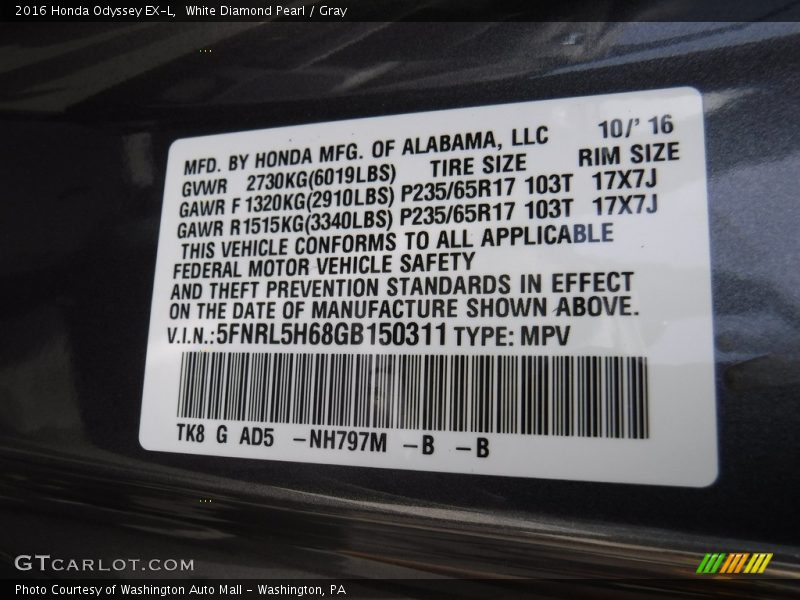 2016 Honda Odyssey EX-L, White Diamond Pearl / Gray
MFD. BY HONDA MFG. OF ALABAMA, LLC 10/' 16
GVWR 2730KG(6019LBS) TIRE SIZE RIM SIZE
GAWR F 1320KG(2910LBS) P235/65R17 103T 17X7J
GAWR R1515KG(3340LBS) P235/65R17 103T 17X7J
THIS VEHICLE CONFORMS TO ALL APPLICABLE
FEDERAL MOTOR VEHICLE SAFETY
AND THEFT PREVENTION STANDARDS IN EFFECT
ON THE DATE OF MANUFACTURE SHOWN ABOVE.
V.I.N.:5FNRL5H68GB150311 TYPE: MPV
TK8 G AD5 -NH797M -B -B
GTCARLOT.COM
Photo Courtesy of Washington Auto Mall - Washington, PA